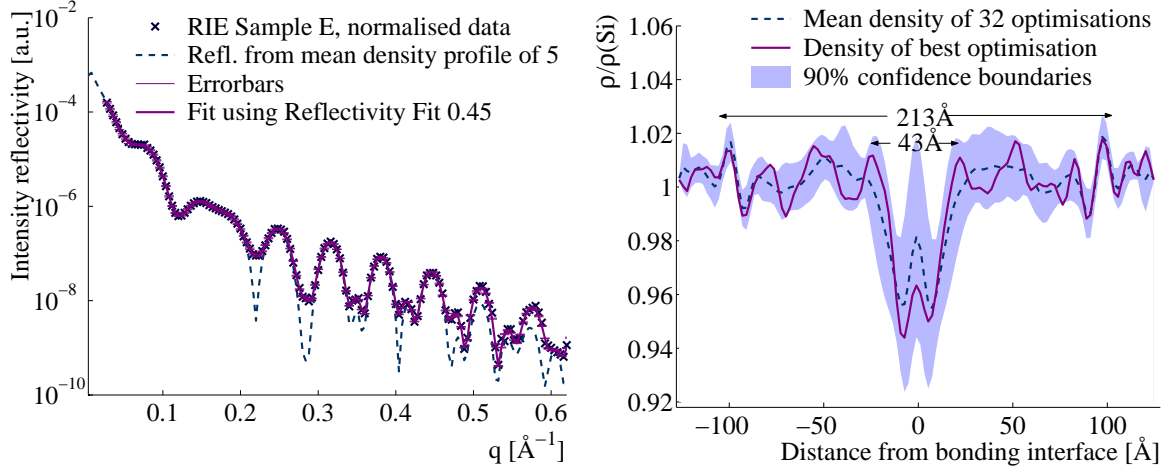 10⁻²
10⁻⁴
10⁻⁶
10⁻⁸
10⁻¹⁰
Intensity reflectivity [a.u.]
RIE Sample E, normalised data
Refl. from mean density profile of 5
Errorbars
Fit using Reflectivity Fit 0.45
0.1 0.2 0.3 0.4 0.5 0.6
q [Å⁻¹]
1.06
1.04
1.02
1
0.98
0.96
0.94
0.92
ρ/ρ(Si)
Mean density of 32 optimisations
Density of best optimisation
90% confidence boundaries
213Å
43Å
−100 −50 0 50 100
Distance from bonding interface [Å]